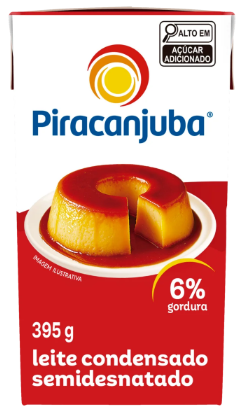 ALTO EM
AÇÚCAR
ADICIONADO
Piracanjuba®
IMAGEM ILUSTRATIVA
6%
gordura
395 g
leite condensado
semidesnatado